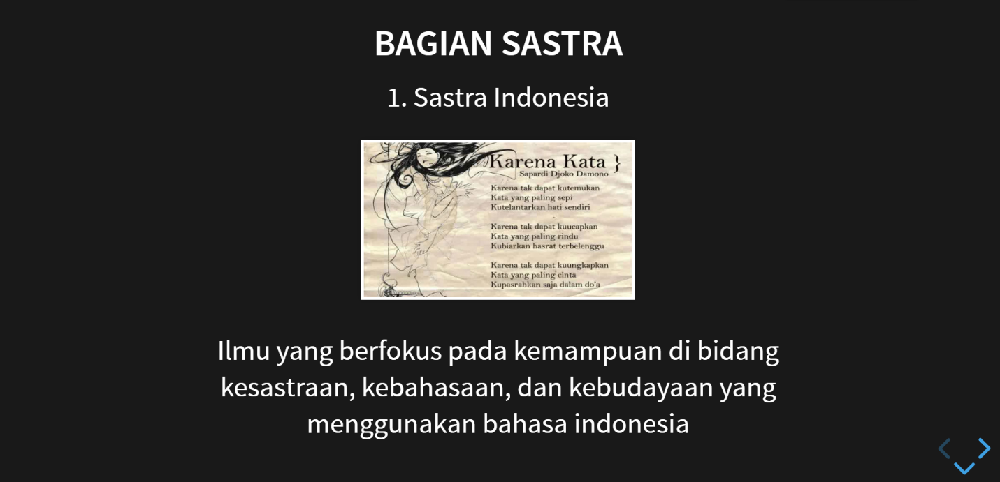 BAGIAN SASTRA
1. Sastra Indonesia
Karena Kata }
Sapardi Djoko Damono
Karena tak dapat kutemukan
Kata yang paling sepi
Kutelantarkan hati sendiri
Karena tak dapat kuucapkan
Kata yang paling rindu
Kubiarkan hasrat terbelenggu
Karena tak dapat kuungkapkan
Kata yang paling cinta
Kupasrahkan saja dalam do'a
Ilmu yang berfokus pada kemampuan di bidang
kesastraan, kebahasaan, dan kebudayaan yang
menggunakan bahasa indonesia